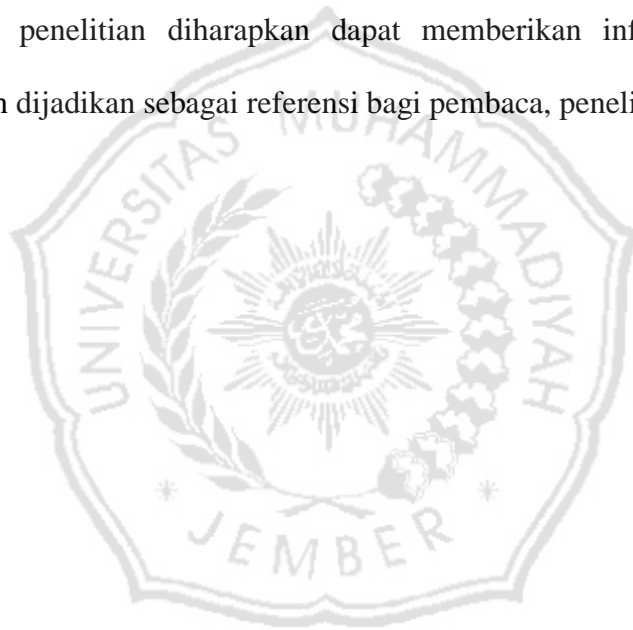 penelitian diharapkan dapat memberikan inf
dijadikan sebagai referensi bagi pembaca, peneli
UNIVERSITAS MUHAMMADIYAH
JEMBER